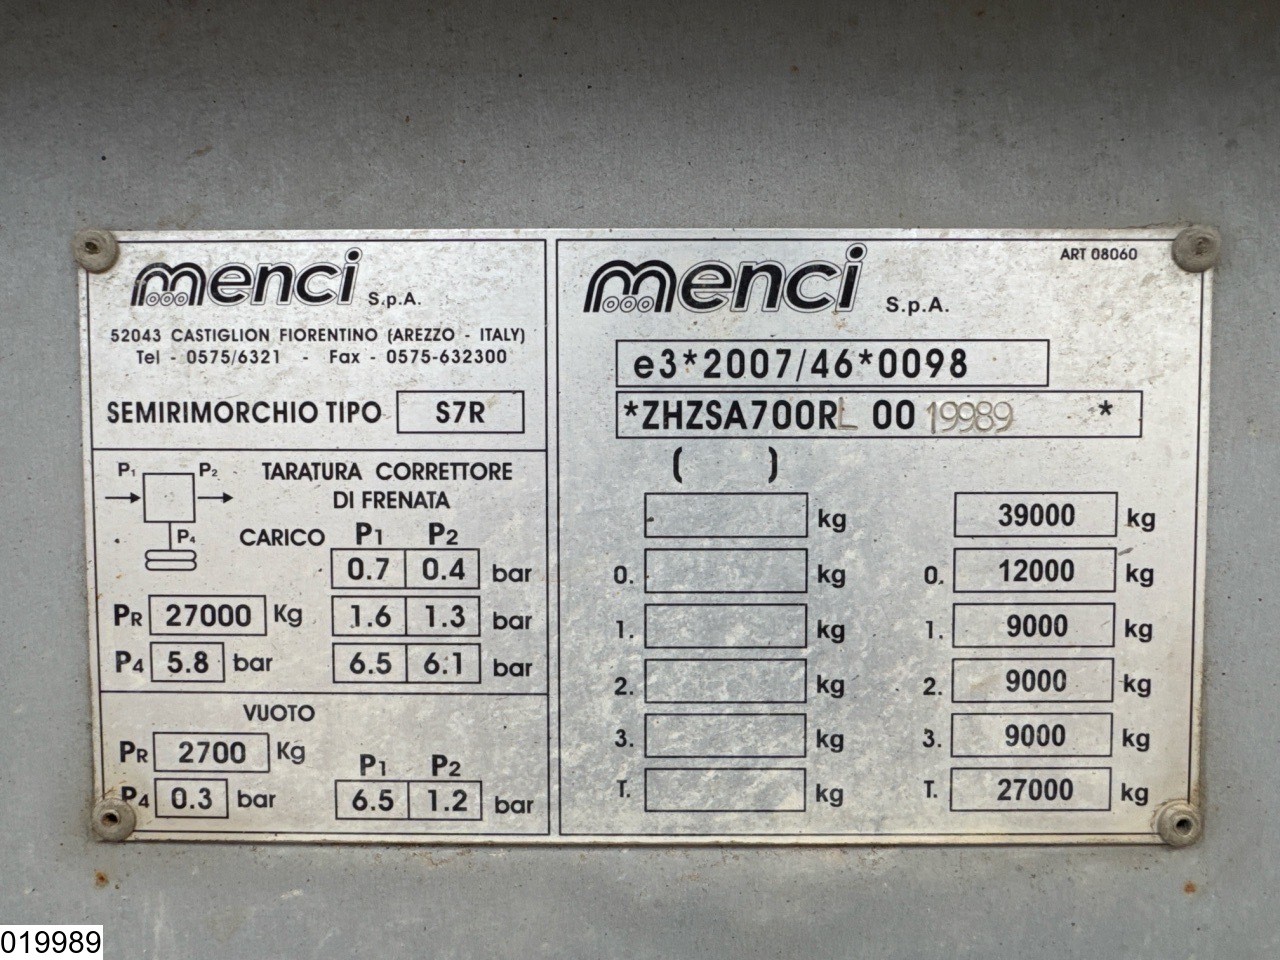 menci S.p.A.
52043 CASTIGLION FIORENTINO (AREZZO - ITALY)
Tel - 0575/6321 - Fax - 0575-632300
SEMIRIMORCHIO TIPO S7R
P1 P2
P4
TARATURA CORRETTORE
DI FRENATA
CARICO P1 P2
0.7 0.4 bar
PR 27000 Kg 1.6 1.3 bar
P4 5.8 bar 6.5 6.1 bar
VUOTO
PR 2700 Kg
P1 P2
P4 0.3 bar 6.5 1.2 bar
menci S.p.A.
ART 08060
e3*2007/46*0098
*ZHZSA700RL 00 19989 *
( )
kg 39000 kg
0. kg 0. 12000 kg
1. kg 1. 9000 kg
2. kg 2. 9000 kg
3. kg 3. 9000 kg
T. kg T. 27000 kg
019989